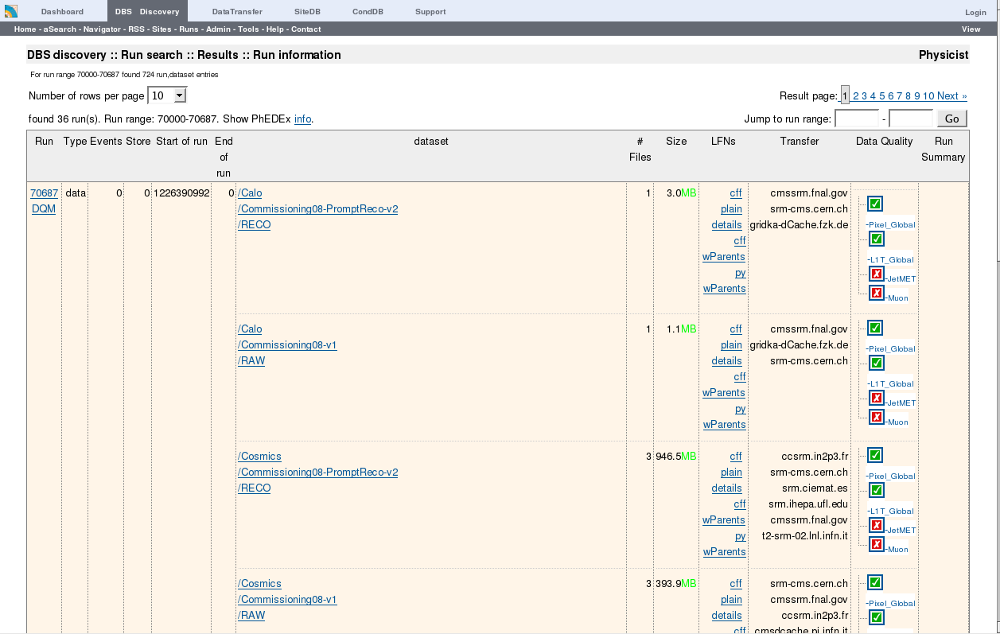 Dashboard DBS Discovery DataTransfer SiteDB CondDB Support Login
Home - aSearch - Navigator - RSS - Sites - Runs - Admin - Tools - Help - Contact View
DBS discovery :: Run search :: Results :: Run information Physicist
For run range 70000-70687 found 724 run,dataset entries
Number of rows per page 10 Result page: 1 2 3 4 5 6 7 8 9 10 Next »
found 36 run(s). Run range: 70000-70687. Show PhEDEx info. Jump to run range: - Go
Run Type Events Store Start of run End of run dataset # Files Size LFNs Transfer Data Quality Run Summary
70687 data 0 0 1226390992 0 /Calo 1 3.0MB cff cmssrm.fnal.gov
DQM /Commissioning08-PromptReco-v2 plain srm-cms.cern.ch
/RECO details gridka-dCache.fzk.de -Pixel_Global
cff
wParents -L1T_Global
py -JetMET
wParents -Muon
/Calo 1 1.1MB cff cmssrm.fnal.gov
/Commissioning08-v1 plain gridka-dCache.fzk.de -Pixel_Global
/RAW details srm-cms.cern.ch
cff
wParents -L1T_Global
py -JetMET
wParents -Muon
/Cosmics 3 946.5MB cff ccsrm.in2p3.fr
/Commissioning08-PromptReco-v2 plain srm-cms.cern.ch -Pixel_Global
/RECO details srm.ciemat.es
cff srm.ihepa.ufl.edu
wParents cmssrm.fnal.gov -L1T_Global
py t2-srm-02.lnl.infn.it -JetMET
wParents -Muon
/Cosmics 3 393.9MB cff srm-cms.cern.ch
/Commissioning08-v1 plain cmssrm.fnal.gov -Pixel_Global
/RAW details ccsrm.in2p3.fr
cff cmsdcache.pi.infn.it